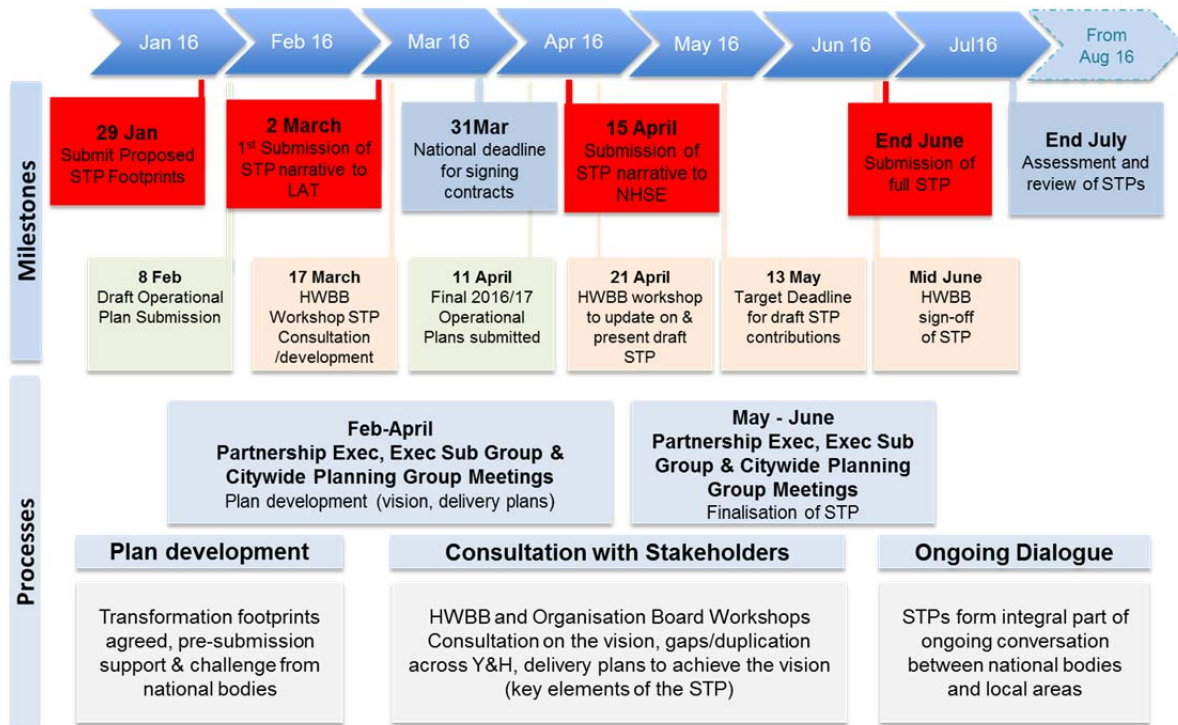 Jan 16
Feb 16
Mar 16
Apr 16
May 16
Jun 16
Jul16
From
Aug 16
Milestones
29 Jan
Submit Proposed
STP Footprints
2 March
1st Submission of
STP narrative to
LAT
31Mar
National deadline
for signing
contracts
15 April
Submission of
STP narrative to
NHSE
End June
Submission of
full STP
End July
Assessment and
review of STPs
8 Feb
Draft Operational
Plan Submission
17 March
HWBB
Workshop STP
Consultation
/development
11 April
Final 2016/17
Operational
Plans submitted
21 April
HWBB workshop
to update on &
present draft
STP
13 May
Target Deadline
for draft STP
contributions
Mid June
HWBB
sign-off
of STP
Processes
Feb-April
Partnership Exec, Exec Sub Group &
Citywide Planning Group Meetings
Plan development (vision, delivery plans)
May - June
Partnership Exec, Exec Sub
Group & Citywide Planning
Group Meetings
Finalisation of STP
Plan development
Consultation with Stakeholders
Ongoing Dialogue
Transformation footprints
agreed, pre-submission
support & challenge from
national bodies
HWBB and Organisation Board Workshops
Consultation on the vision, gaps/duplication
across Y&H, delivery plans to achieve the vision
(key elements of the STP)
STPs form integral part of
ongoing conversation
between national bodies
and local areas